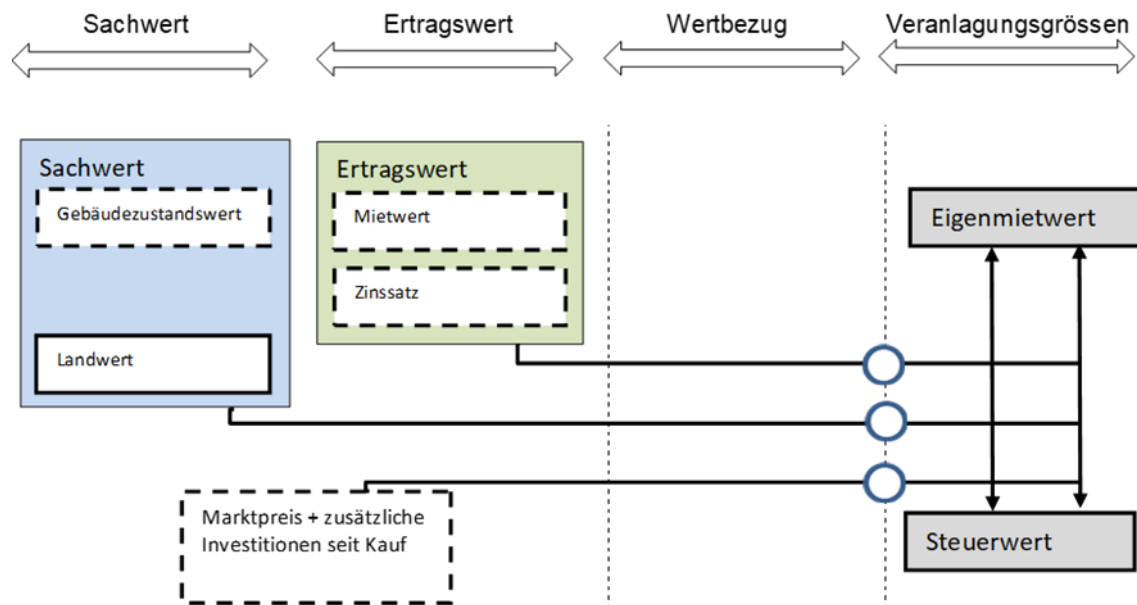 Sachwert
Ertragswert
Wertbezug
Veranlagungsgrössen
Sachwert
Gebäudezustandswert
Landwert
Ertragswert
Mietwert
Zinssatz
Eigenmietwert
Marktpreis + zusätzliche
Investitionen seit Kauf
Steuerwert